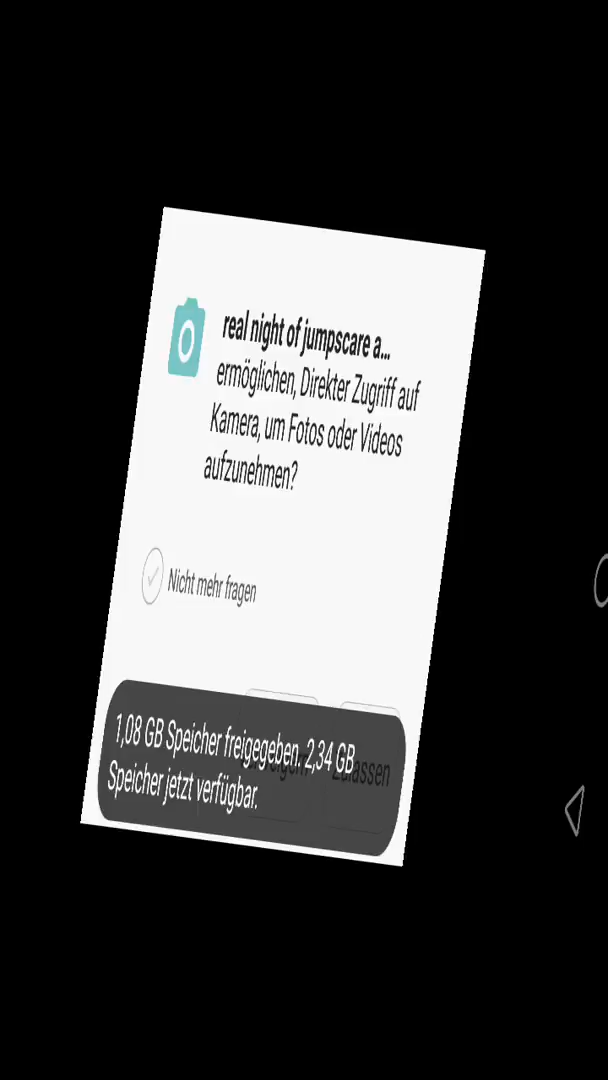 real night of jumpscare a...
ermöglichen, Direkter Zugriff auf
Kamera, um Fotos oder Videos
aufzunehmen?
Nicht mehr fragen
Zulassen
1,08 GB Speicher freigegeben. 2,34 GB
Speicher jetzt verfügbar.